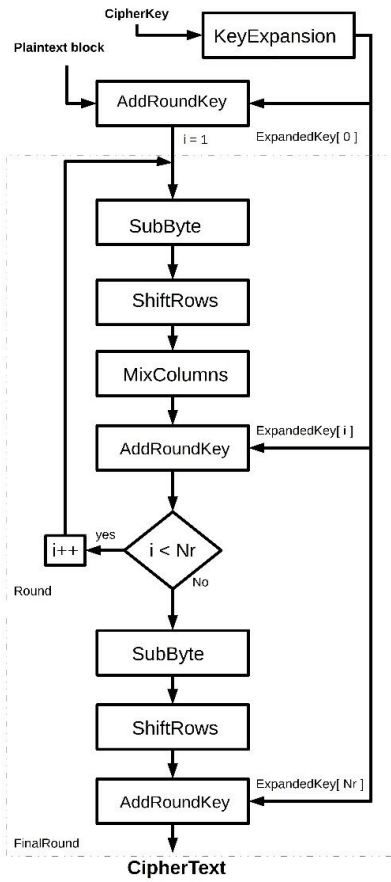 CipherKey
KeyExpansion
Plaintext block
AddRoundKey
i = 1
ExpandedKey[ 0 ]
SubByte
ShiftRows
MixColumns
ExpandedKey[ i ]
AddRoundKey
yes
i++
i < Nr
No
Round
SubByte
ShiftRows
ExpandedKey[ Nr ]
AddRoundKey
FinalRound
CipherText